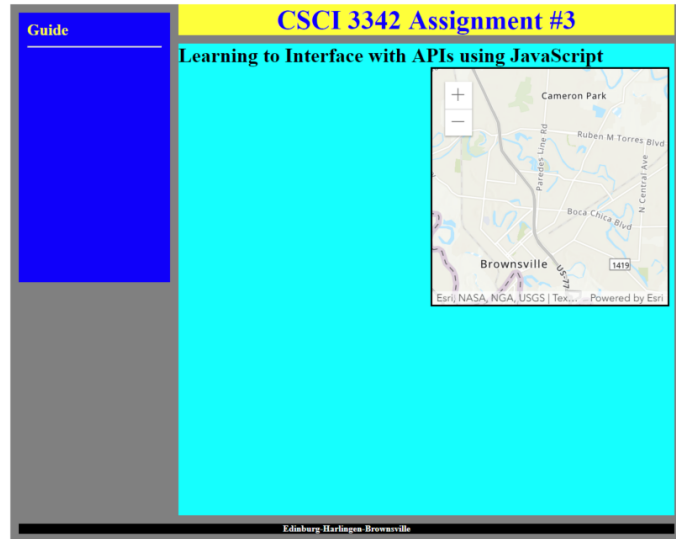 CSCI 3342 Assignment #3
Guide
Learning to Interface with APIs using JavaScript
+
Cameron Park
−
Ruben M Torres Blvd
Paredes Line Rd
N Central Ave
Boca Chica Blvd
Brownsville
US-77
1419
Esri, NASA, NGA, USGS | Tex... Powered by Esri
Edinburg-Harlingen-Brownsville